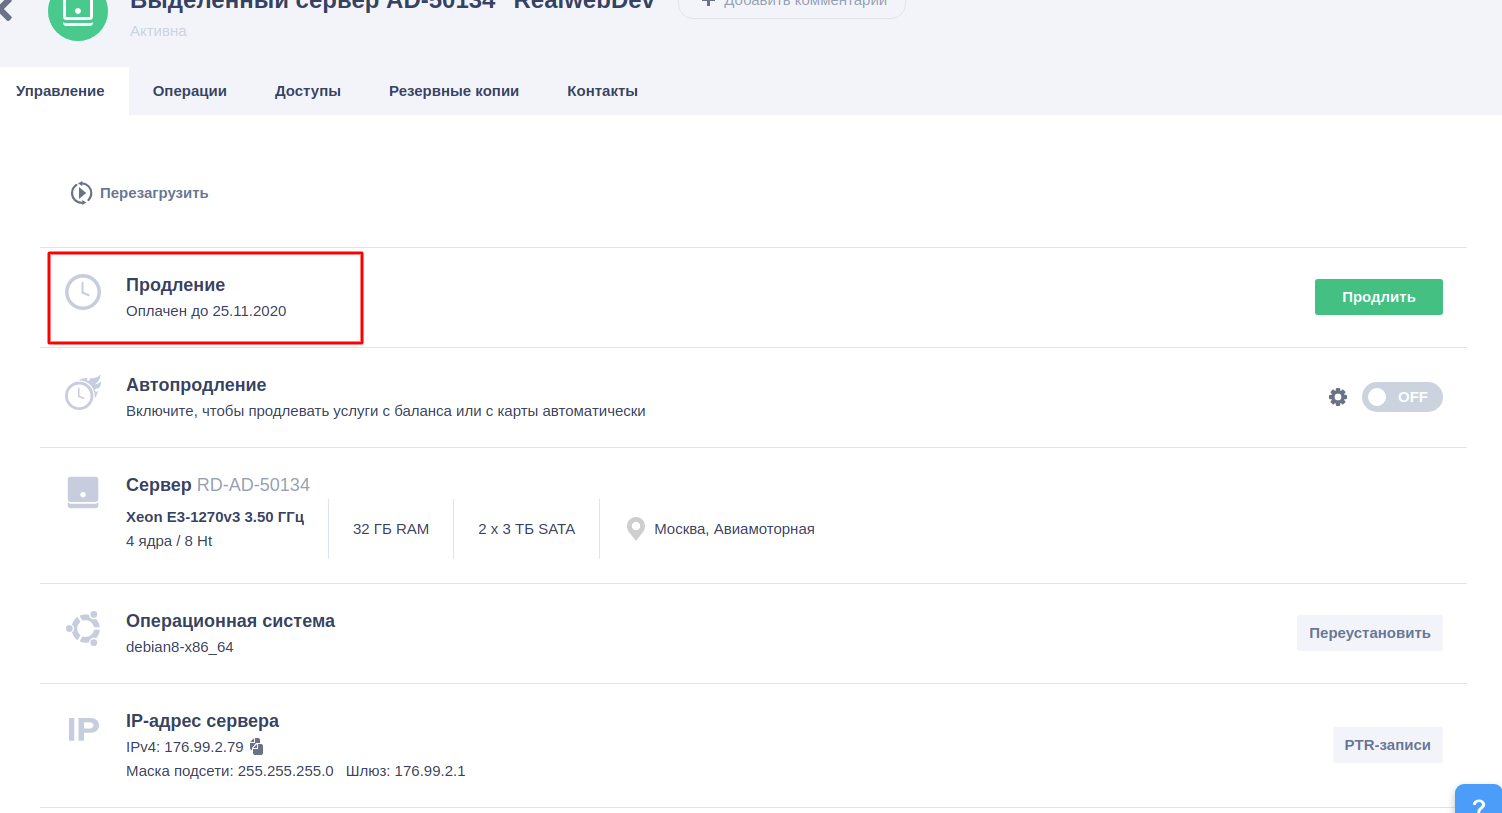 Выделенный сервер AD-50134 "RealWebDev"
Добавить комментарий
Активна
Управление
Операции
Доступы
Резервные копии
Контакты
Перезагрузить
Продление
Оплачен до 25.11.2020
Продлить
Автопродление
Включите, чтобы продлевать услуги с баланса или с карты автоматически
OFF
Сервер RD-AD-50134
Xeon E3-1270v3 3.50 ГГц
4 ядра / 8 Ht
32 ГБ RAM
2 x 3 ТБ SATA
Москва, Авиамоторная
Операционная система
debian8-x86_64
Переустановить
IP
IP-адрес сервера
IPv4: 176.99.2.79
Маска подсети: 255.255.255.0 Шлюз: 176.99.2.1
PTR-записи
?